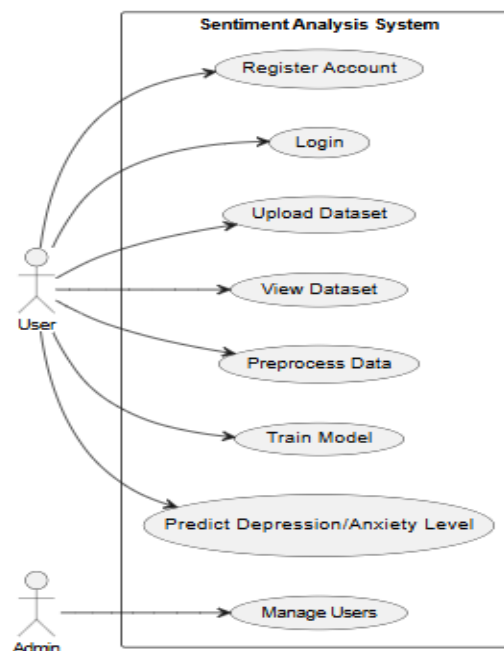 Sentiment Analysis System
Register Account
Login
Upload Dataset
View Dataset
User
Preprocess Data
Train Model
Predict Depression/Anxiety Level
Manage Users
Admin